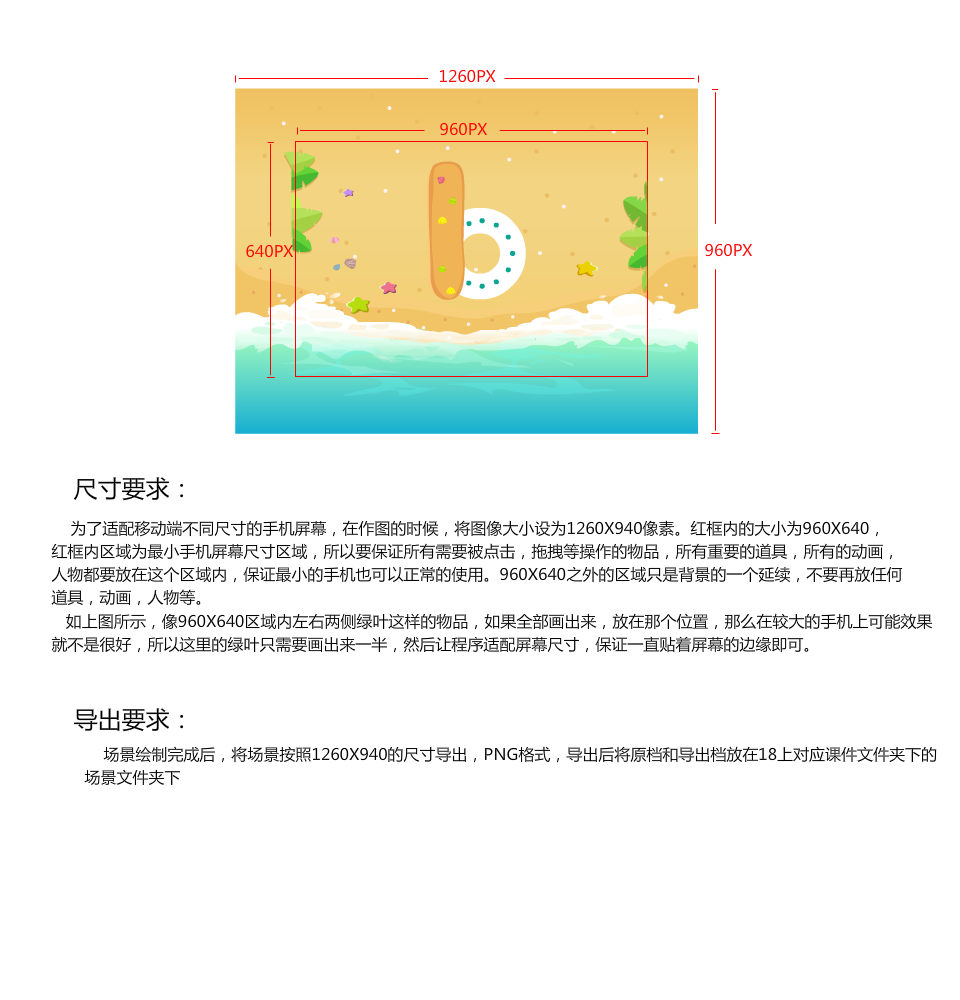 1260PX
960PX
640PX
960PX
b
尺寸要求：
为了适配移动端不同尺寸的手机屏幕，在作图的时候，将图像大小设为1260X940像素。红框内的大小为960X640，
红框内区域为最小手机屏幕尺寸区域，所以要保证所有需要被点击，拖拽等操作的物品，所有重要的道具，所有的动画，
人物都要放在这个区域内，保证最小的手机也可以正常的使用。960X640之外的区域只是背景的一个延续，不要再放任何
道具，动画，人物等。
如上图所示，像960X640区域内左右两侧绿叶这样的物品，如果全部画出来，放在那个位置，那么在较大的手机上可能效果
就不是很好，所以这里的绿叶只需要画出来一半，然后让程序适配屏幕尺寸，保证一直贴着屏幕的边缘即可。
导出要求：
场景绘制完成后，将场景按照1260X940的尺寸导出，PNG格式，导出后将原档和导出档放在18上对应课件文件夹下的
场景文件夹下